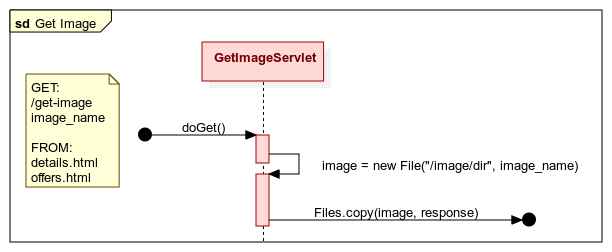 sd Get Image
GetImageServlet
GET:
/get-image
image_name
FROM:
details.html
offers.html
doGet()
image = new File("/image/dir", image_name)
Files.copy(image, response)